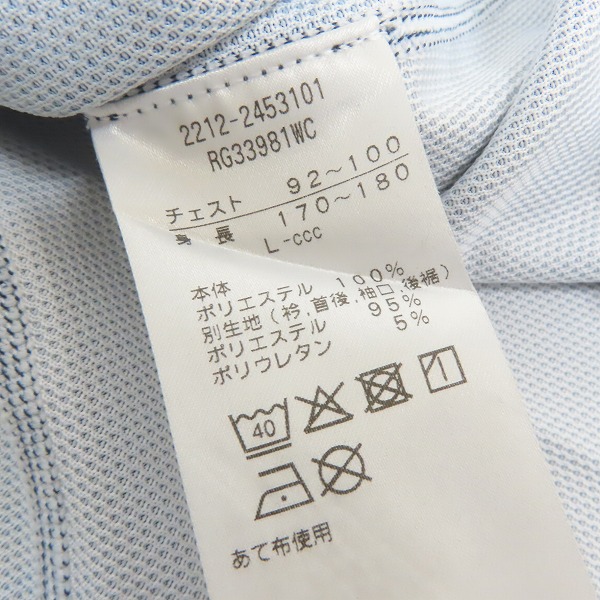 2212-2453101
RG33981WC
チェスト 92～100
身長 170～180
L-ccc
本体
ポリエステル 100%
別生地(衿,首後,袖口,後裾)
ポリエステル 95%
ポリウレタン 5%
40
あて布使用